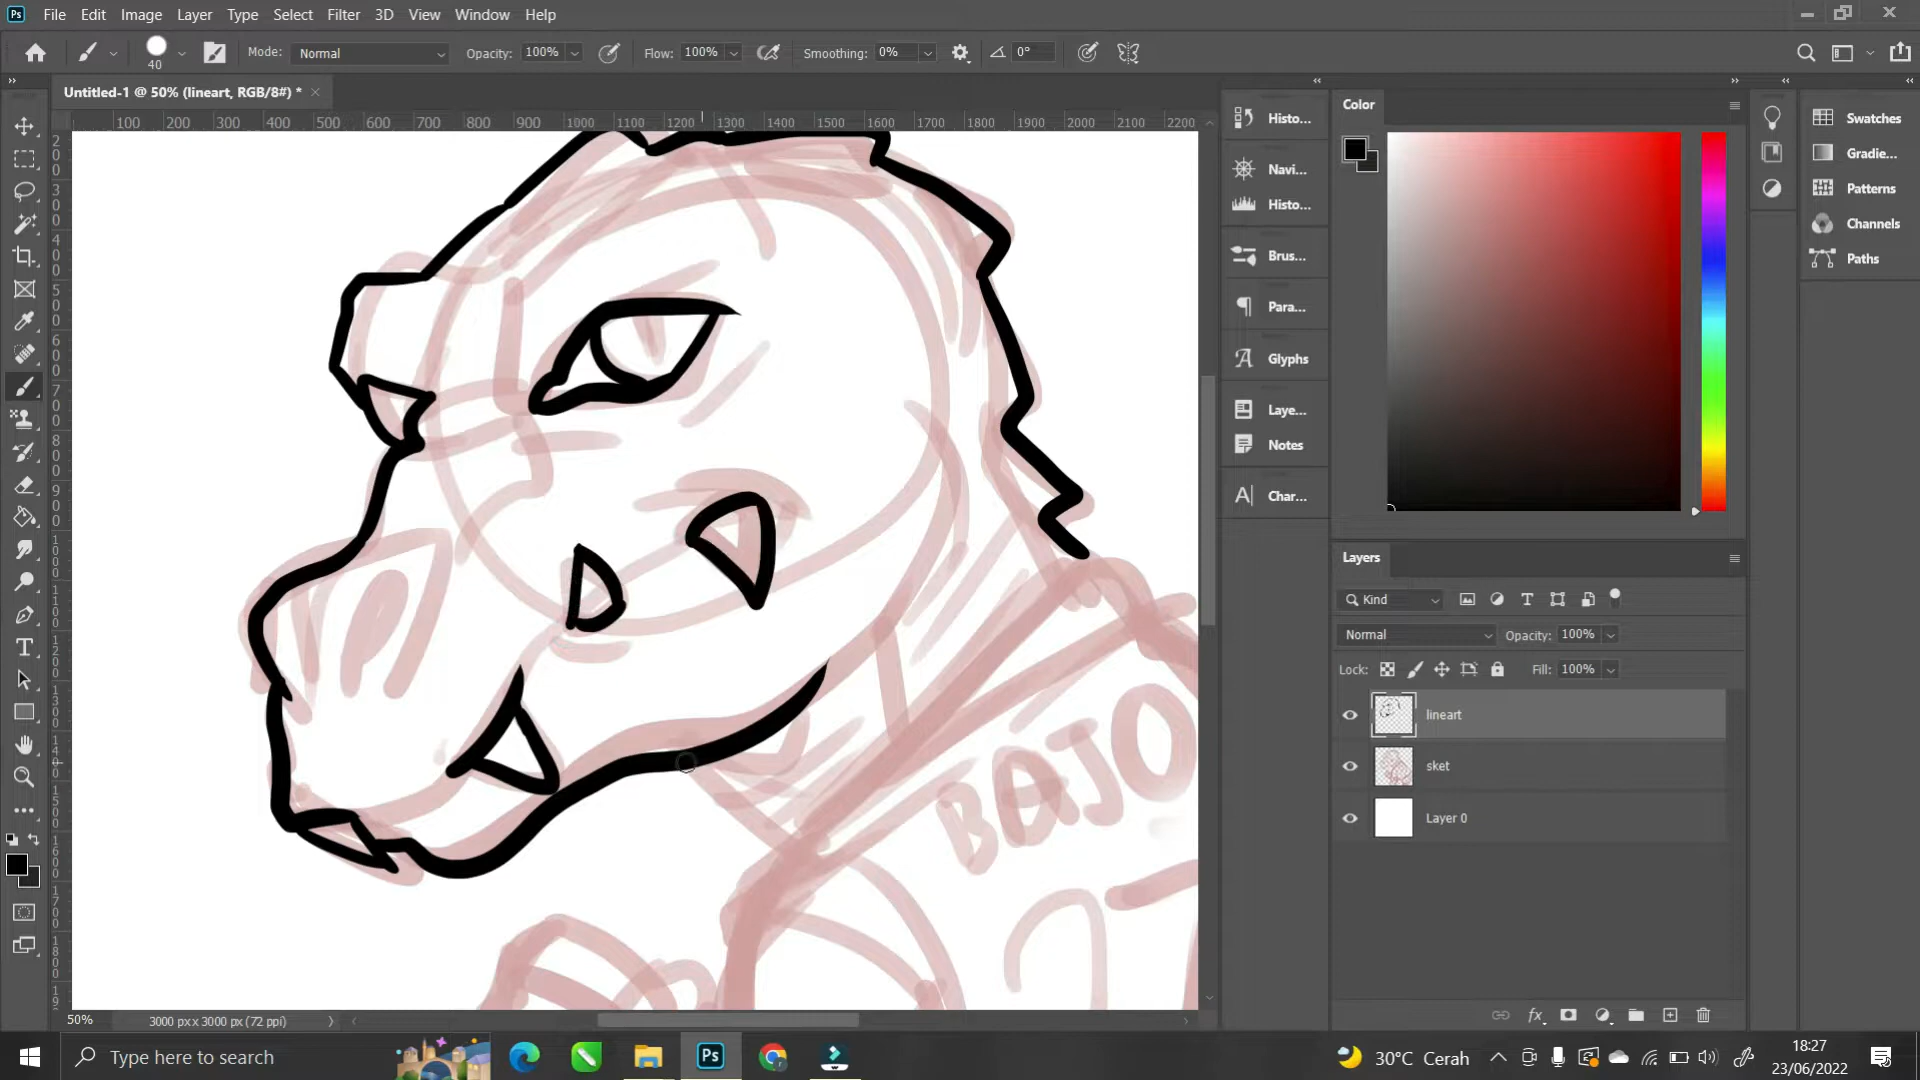 File Edit Image Layer Type Select Filter 3D View Window Help
40 Mode: Normal Opacity: 100% Flow: 100% Smoothing: 0% 0°
Untitled-1 @ 50% (lineart, RGB/8#) *
100 200 300 400 500 600 700 800 900 1000 1100 1200 1300 1400 1500 1600 1700 1800 1900 2000 2100 2200
Histo...
Navi...
Histo...
Brus...
Para...
Glyphs
Laye...
Notes
Char...
Color
Swatches
Gradie...
Patterns
Channels
Paths
Layers
Kind
Normal Opacity: 100%
Lock: Fill: 100%
lineart
sket
Layer 0
BAJO
50% 3000 px x 3000 px (72 ppi)
Type here to search
30°C Cerah
18:27
23/06/2022